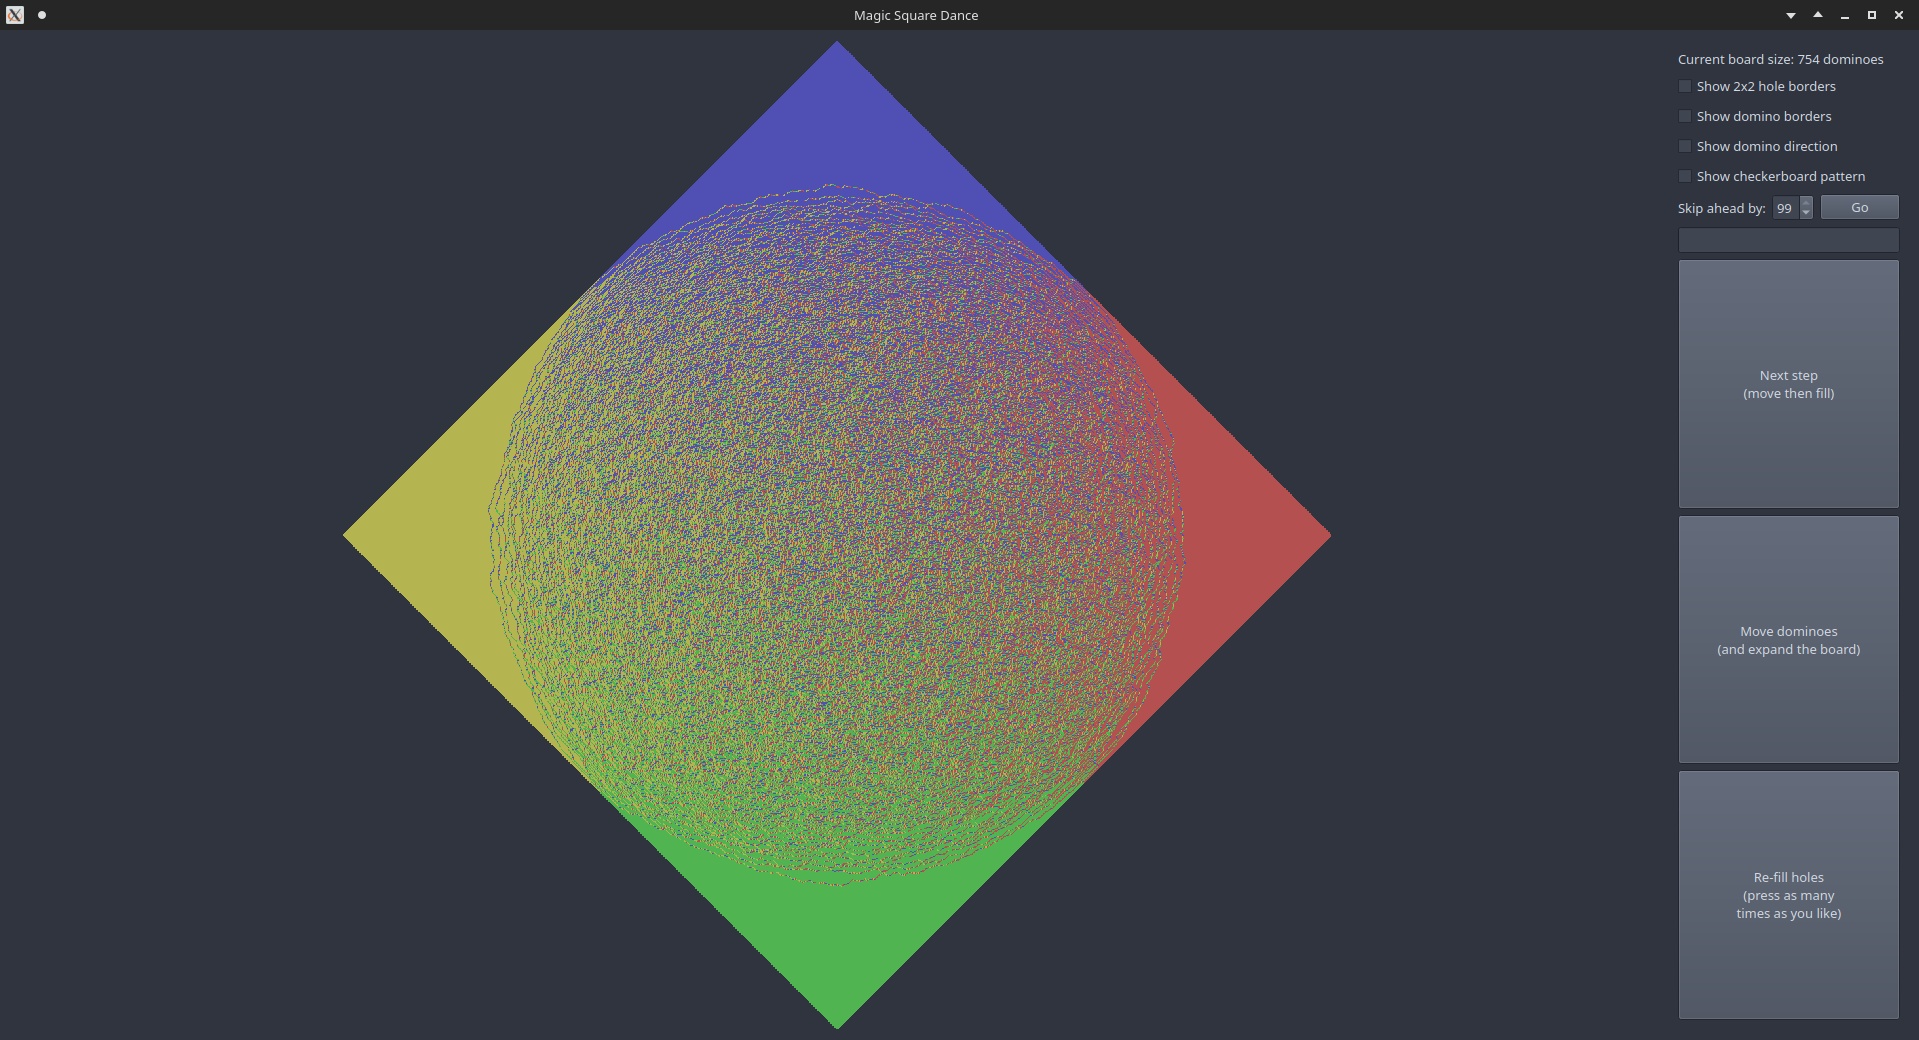 Magic Square Dance
Current board size: 754 dominoes
Show 2x2 hole borders
Show domino borders
Show domino direction
Show checkerboard pattern
Skip ahead by: 99 Go
Next step
(move then fill)
Move dominoes
(and expand the board)
Re-fill holes
(press as many
times as you like)